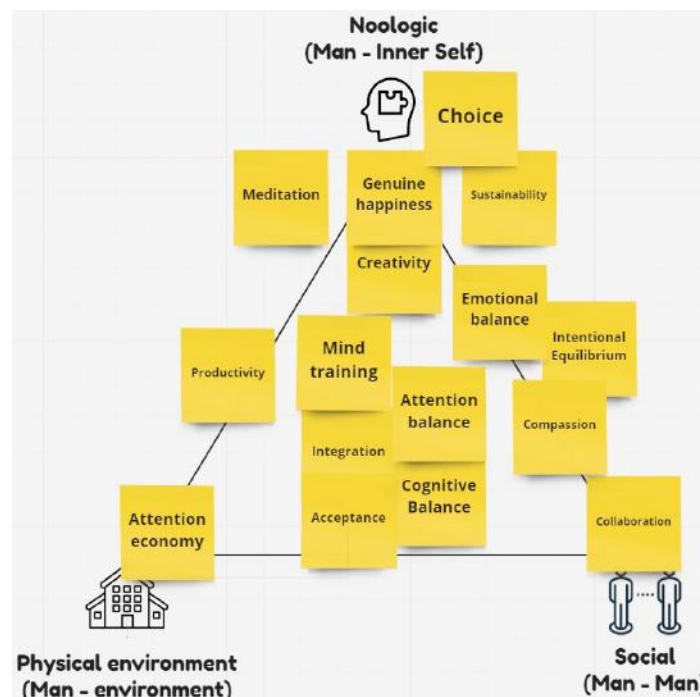 Noologic
(Man - Inner Self)
Choice
Meditation
Genuine
happiness
Sustainability
Creativity
Emotional
balance
Intentional
Equilibrium
Mind
training
Productivity
Attention
balance
Compassion
Integration
Cognitive
Balance
Acceptance
Attention
economy
Collaboration
Physical environment
(Man - environment)
Social
(Man - Man)